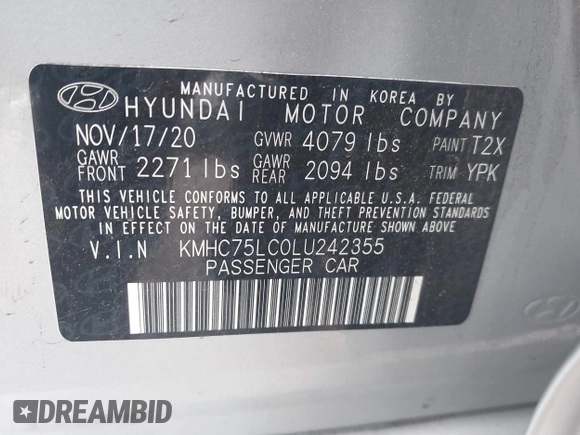 MANUFACTURED IN KOREA BY
HYUNDAI MOTOR COMPANY
NOV/17/20 GVWR 4079 lbs PAINT T2X
GAWR FRONT 2271 lbs GAWR REAR 2094 lbs TRIM YPK
THIS VEHICLE CONFORMS TO ALL APPLICABLE U.S.A. FEDERAL
MOTOR VEHICLE SAFETY, BUMPER, AND THEFT PREVENTION STANDARDS
IN EFFECT ON THE DATE OF MANUFACTURE SHOWN ABOVE.
V.I.N KMHC75LC0LU242355
PASSENGER CAR
DREAMBID